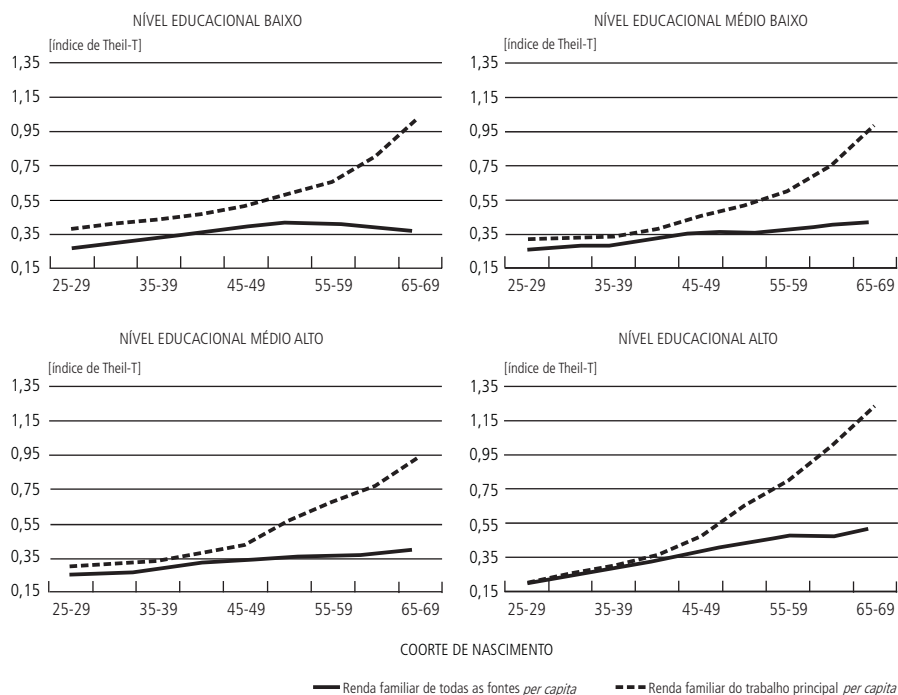 NÍVEL EDUCACIONAL BAIXO
[índice de Theil-T]
1,35
1,15
0,95
0,75
0,55
0,35
0,15
25-29 35-39 45-49 55-59 65-69
NÍVEL EDUCACIONAL MÉDIO BAIXO
[índice de Theil-T]
1,35
1,15
0,95
0,75
0,55
0,35
0,15
25-29 35-39 45-49 55-59 65-69
NÍVEL EDUCACIONAL MÉDIO ALTO
[índice de Theil-T]
1,35
1,15
0,95
0,75
0,55
0,35
0,15
25-29 35-39 45-49 55-59 65-69
NÍVEL EDUCACIONAL ALTO
[índice de Theil-T]
1,35
1,15
0,95
0,75
0,55
0,35
0,15
25-29 35-39 45-49 55-59 65-69
COORTE DE NASCIMENTO
Renda familiar de todas as fontes per capita Renda familiar do trabalho principal per capita